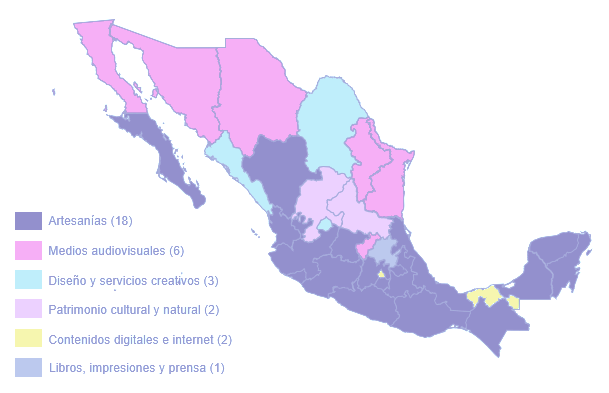 Artesanías (18)
Medios audiovisuales (6)
Diseño y servicios creativos (3)
Patrimonio cultural y natural (2)
Contenidos digitales e internet (2)
Libros, impresiones y prensa (1)